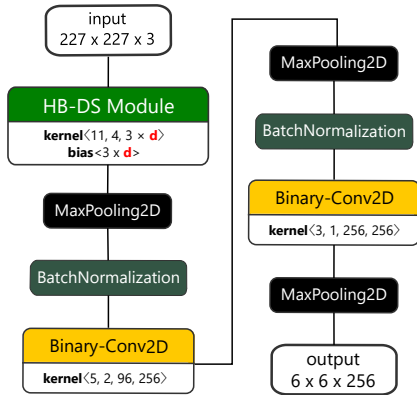 input
227 x 227 x 3
HB-DS Module
kernel⟨11, 4, 3 × d⟩
bias<3 x d>
MaxPooling2D
BatchNormalization
Binary-Conv2D
kernel⟨5, 2, 96, 256⟩
MaxPooling2D
BatchNormalization
Binary-Conv2D
kernel⟨3, 1, 256, 256⟩
MaxPooling2D
output
6 x 6 x 256